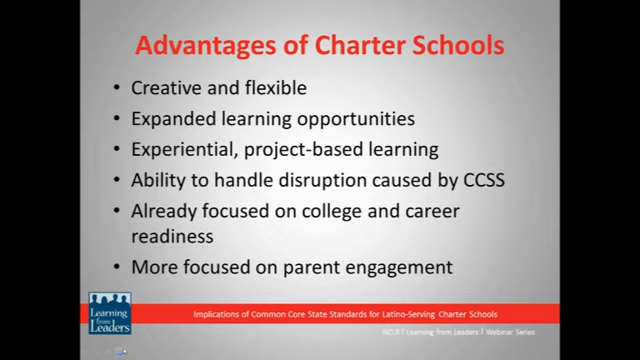 Advantages of Charter Schools
• Creative and flexible
• Expanded learning opportunities
• Experiential, project-based learning
• Ability to handle disruption caused by CCSS
• Already focused on college and career
readiness
• More focused on parent engagement
Learning
from
Leaders
Implications of Common Core State Standards for Latino-Serving Charter Schools
NCLR | Learning from Leaders | Webinar Series